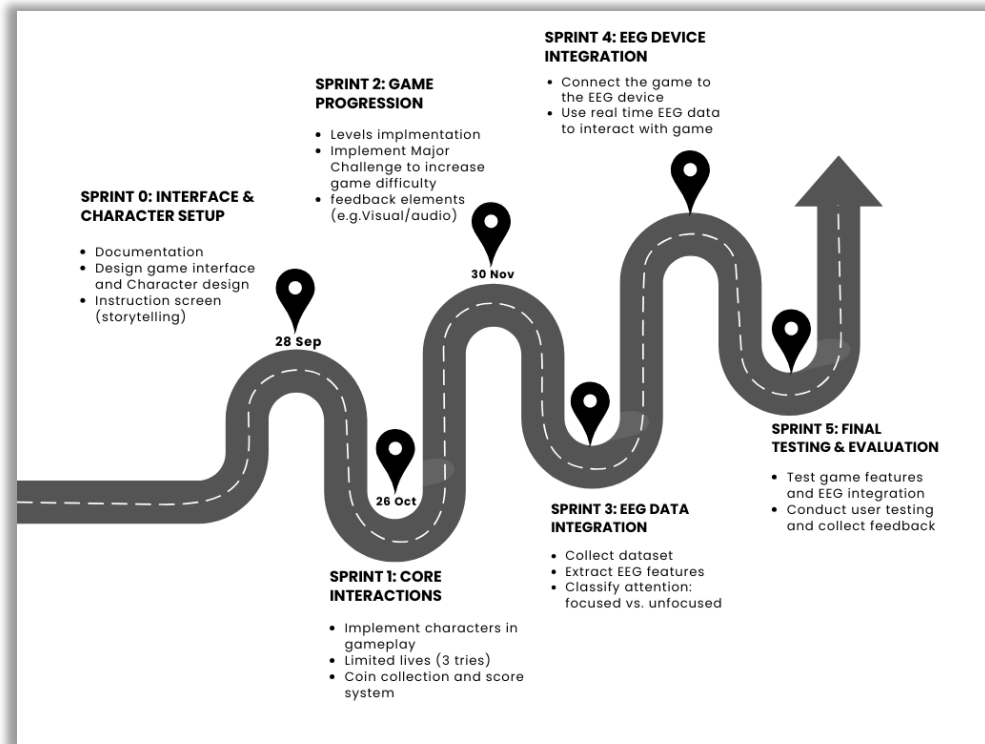 SPRINT 0: INTERFACE &
CHARACTER SETUP
• Documentation
• Design game interface
and Character design
• Instruction screen
(storytelling)
28 Sep
SPRINT 1: CORE
INTERACTIONS
• Implement characters in
gameplay
• Limited lives (3 tries)
• Coin collection and score
system
26 Oct
SPRINT 2: GAME
PROGRESSION
• Levels implmentation
• Implement Major
Challenge to increase
game difficulty
• feedback elements
(e.g.Visual/audio)
30 Nov
SPRINT 3: EEG DATA
INTEGRATION
• Collect dataset
• Extract EEG features
• Classify attention:
focused vs. unfocused
SPRINT 4: EEG DEVICE
INTEGRATION
• Connect the game to
the EEG device
• Use real time EEG data
to interact with game
SPRINT 5: FINAL
TESTING & EVALUATION
• Test game features
and EEG integration
• Conduct user testing
and collect feedback